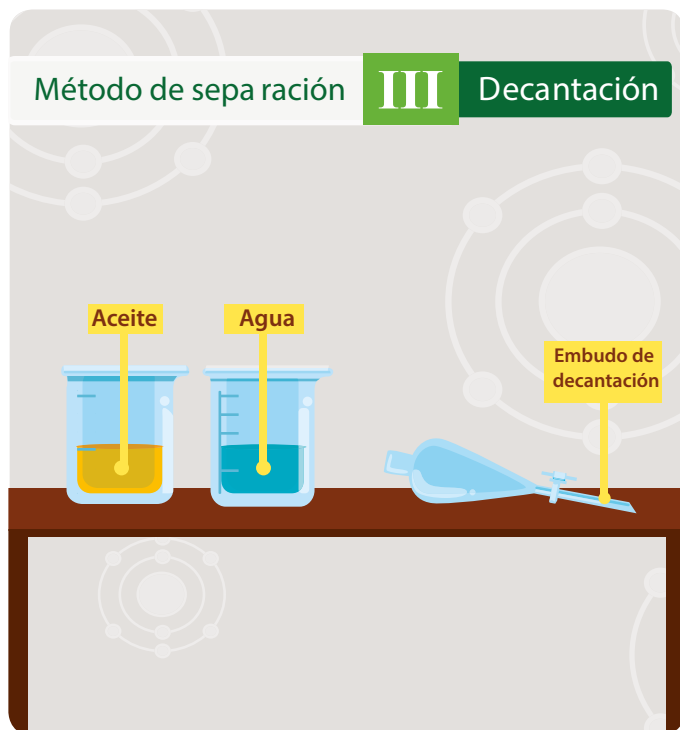 Método de sepa ración III Decantación
Aceite
Agua
Embudo de
decantación